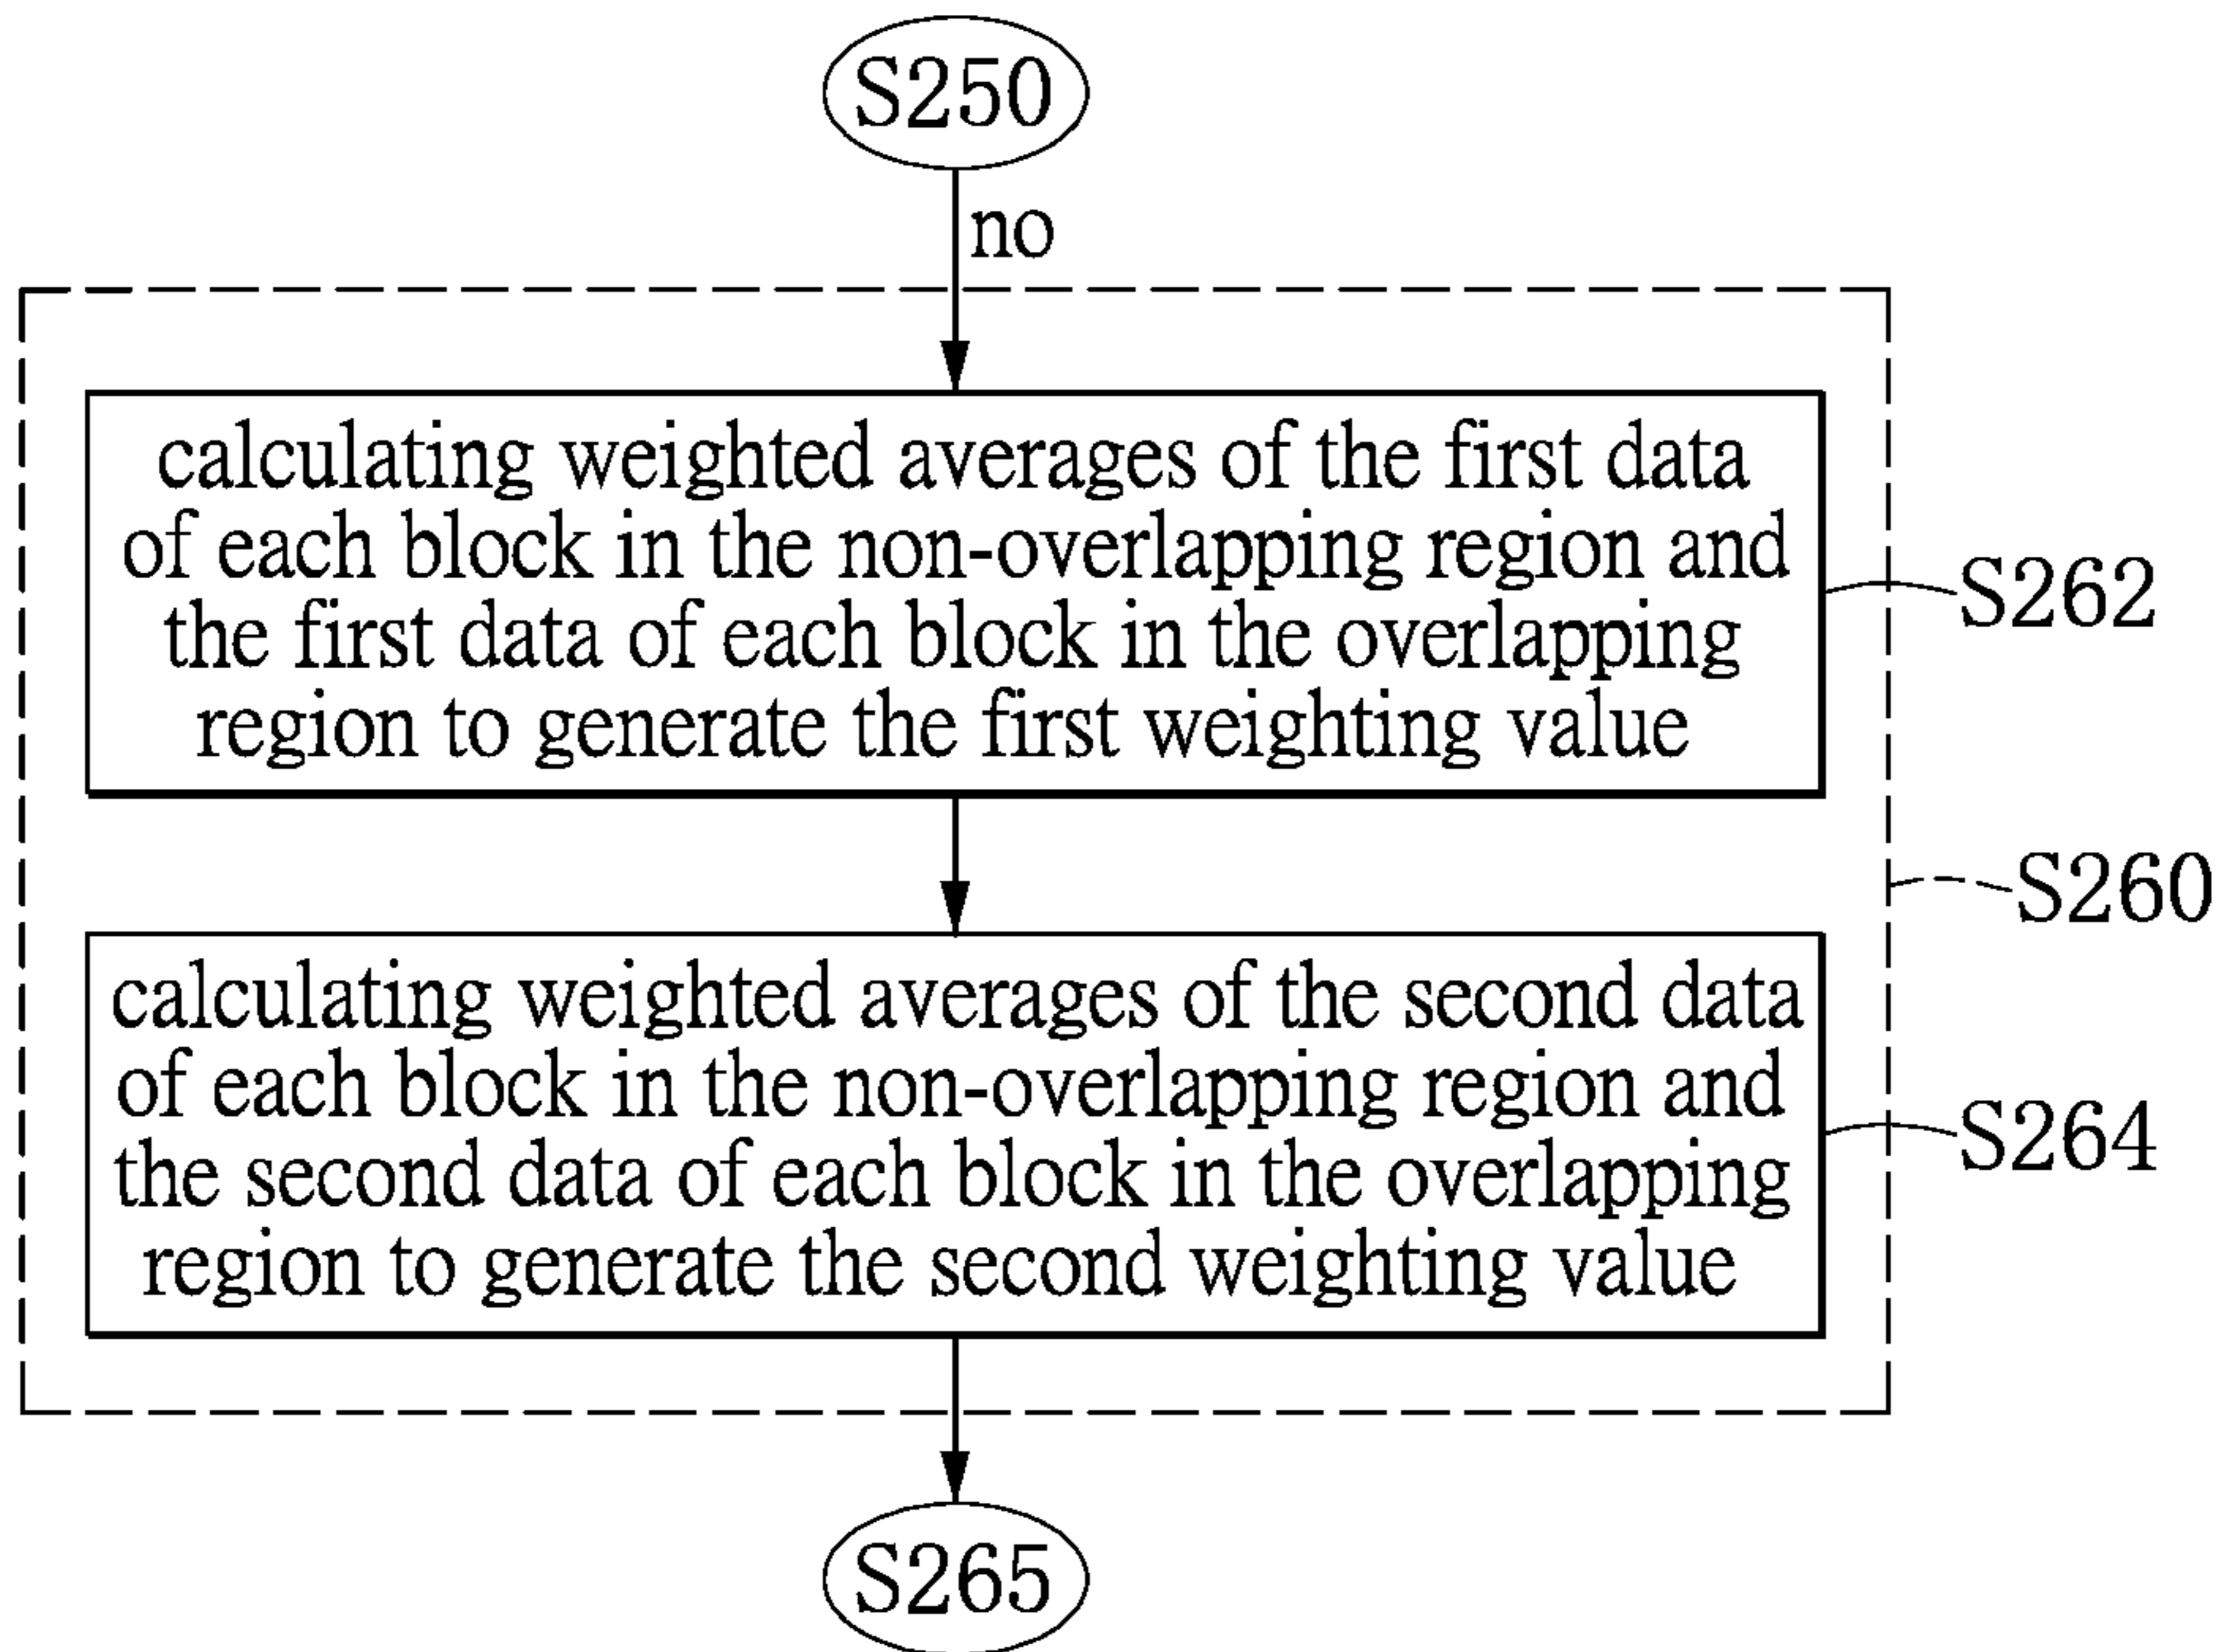 S250
no
calculating weighted averages of the first data
of each block in the non-overlapping region and
the first data of each block in the overlapping
region to generate the first weighting value
S262
S260
calculating weighted averages of the second data
of each block in the non-overlapping region and
the second data of each block in the overlapping
region to generate the second weighting value
S264
S265